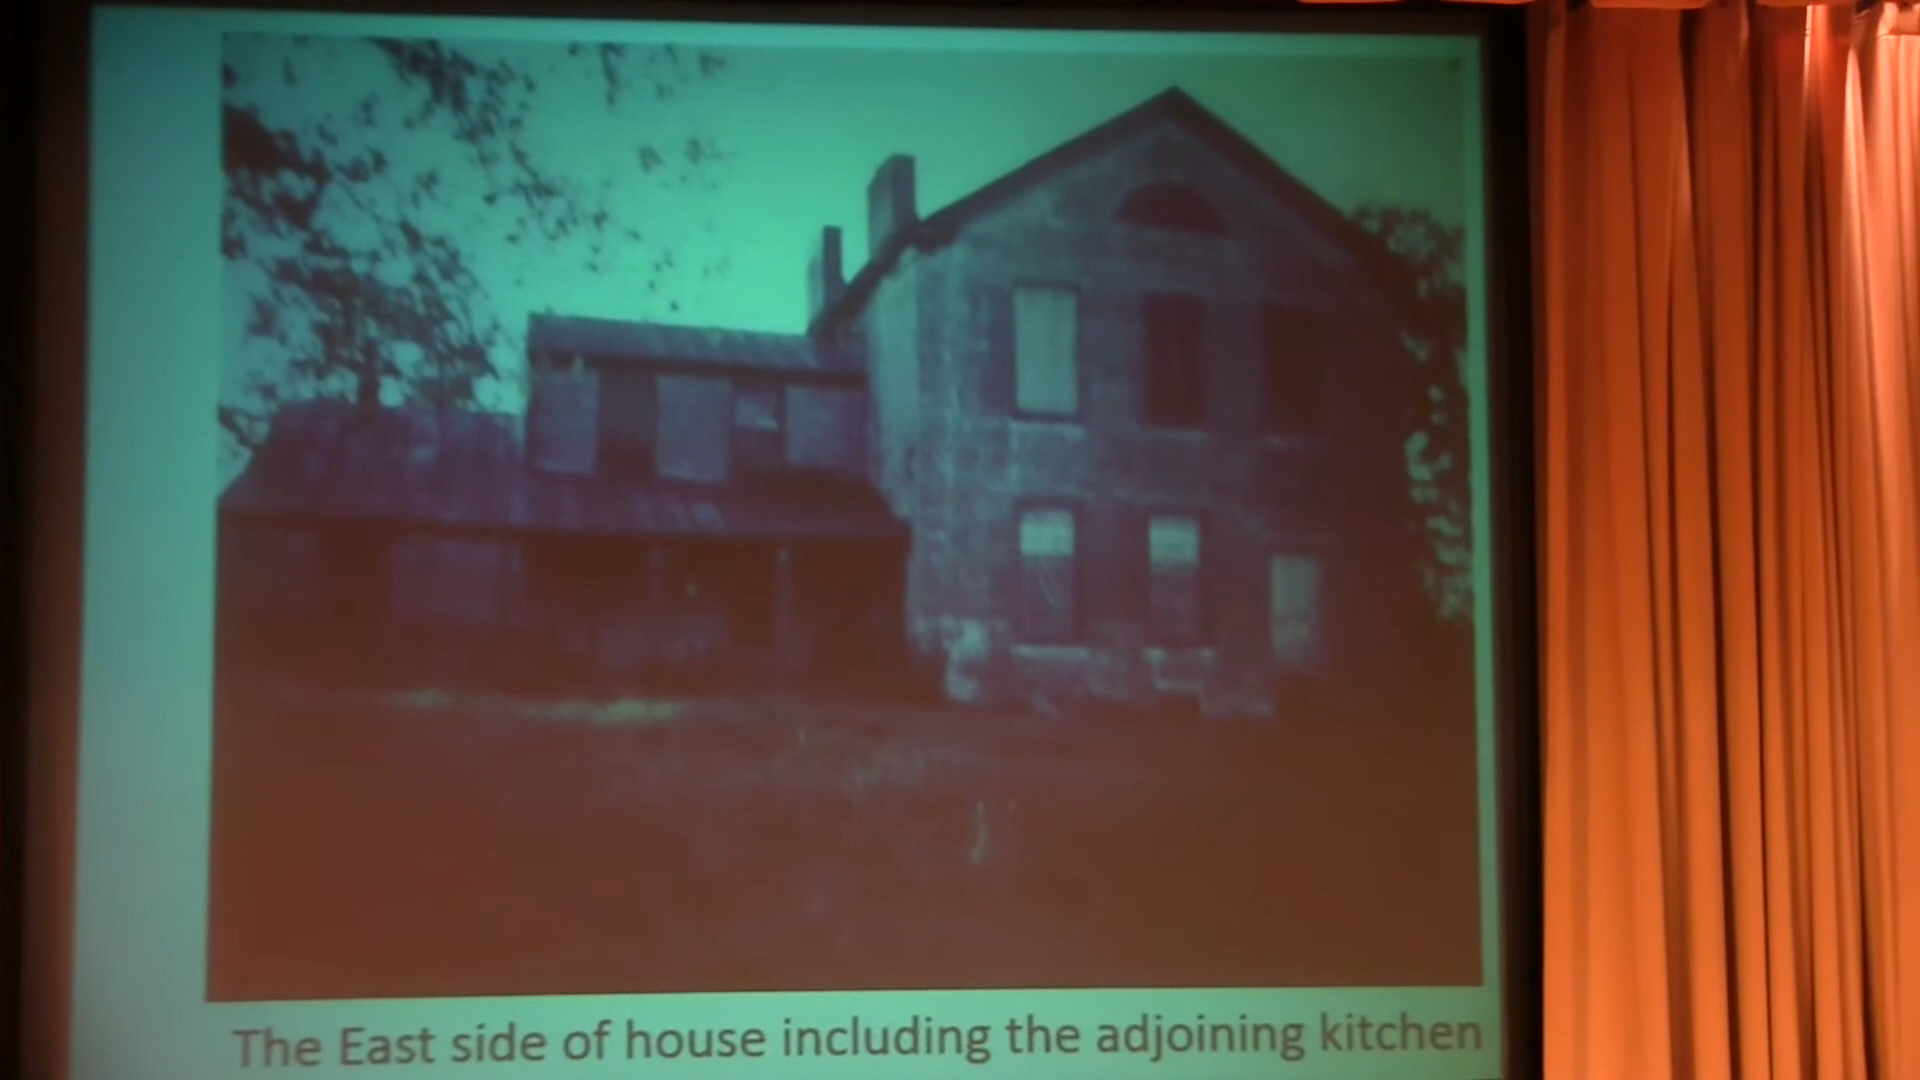 The East side of house including the adjoining kitchen